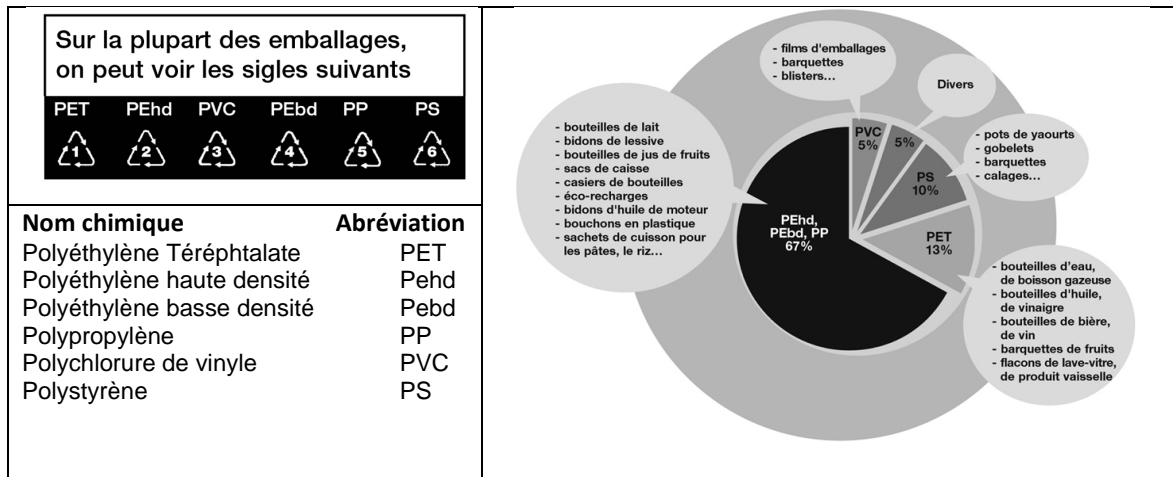 Sur la plupart des emballages,
on peut voir les sigles suivants
PET PEhd PVC PEbd PP PS
1 2 3 4 5 6
Nom chimique Abréviation
Polyéthylène Téréphtalate PET
Polyéthylène haute densité Pehd
Polyéthylène basse densité Pebd
Polypropylène PP
Polychlorure de vinyle PVC
Polystyrène PS
- films d'emballages
- barquettes
- blisters...
Divers
- bouteilles de lait
- bidons de lessive
- bouteilles de jus de fruits
- sacs de caisse
- casiers de bouteilles
- éco-recharges
- bidons d'huile de moteur
- bouchons en plastique
- sachets de cuisson pour
les pâtes, le riz...
- pots de yaourts
- gobelets
- barquettes
- calages...
PVC
5%
5%
PS
10%
PET
13%
PEhd,
PEbd, PP
67%
- bouteilles d'eau,
de boisson gazeuse
- bouteilles d'huile,
de vinaigre
- bouteilles de bière,
de vin
- barquettes de fruits
- flacons de lave-vitre,
de produit vaisselle